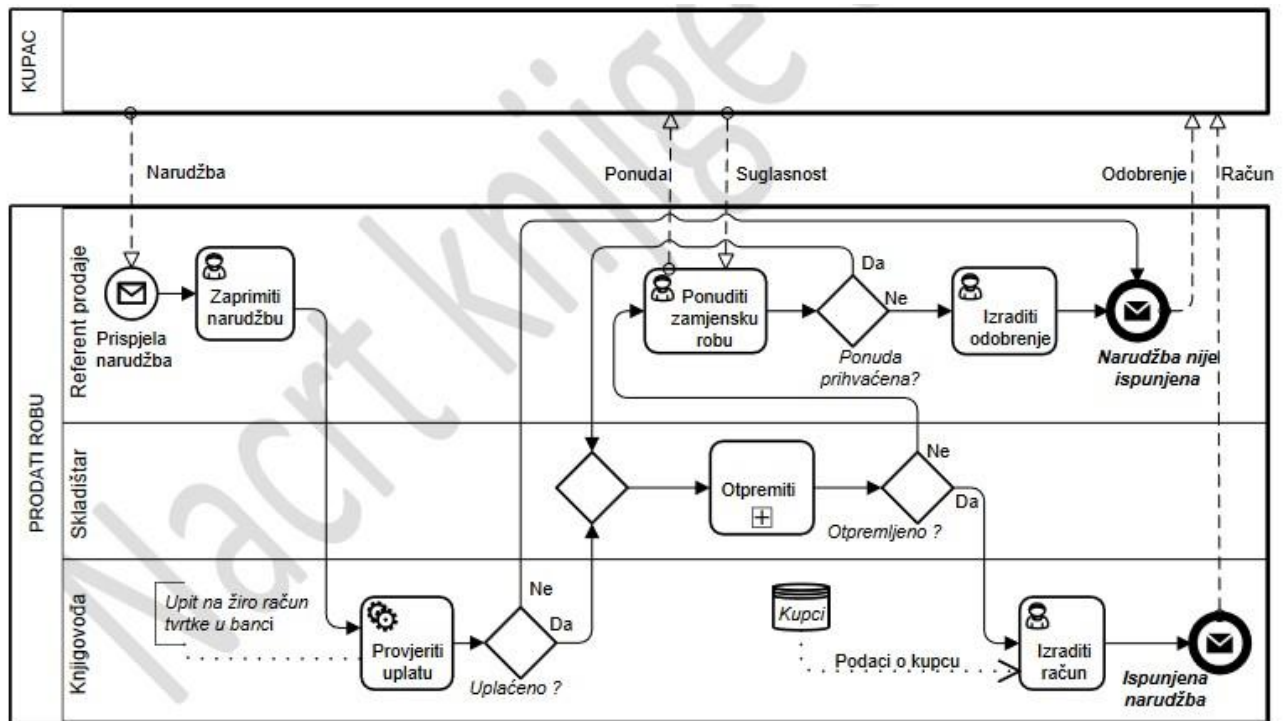 KUPAC
Narudžba
Ponuda
Suglasnost
Odobrenje
Račun
PRODATI ROBU
Referent prodaje
Prispjela
narudžba
Zaprimiti
narudžbu
Ponuditi
zamjensku
robu
Da
Ne
Ponuda
prihvaćena?
Izraditi
odobrenje
Narudžba nije
ispunjena
Skladištar
Otpremiti
Ne
Da
Otpremljeno ?
Knjigovođa
Upit na žiro račun
tvrtke u banci
Provjeriti
uplatu
Ne
Da
Uplaćeno ?
Kupci
Podaci o kupcu
Izraditi
račun
Ispunjena
narudžba
Nacrt knjige